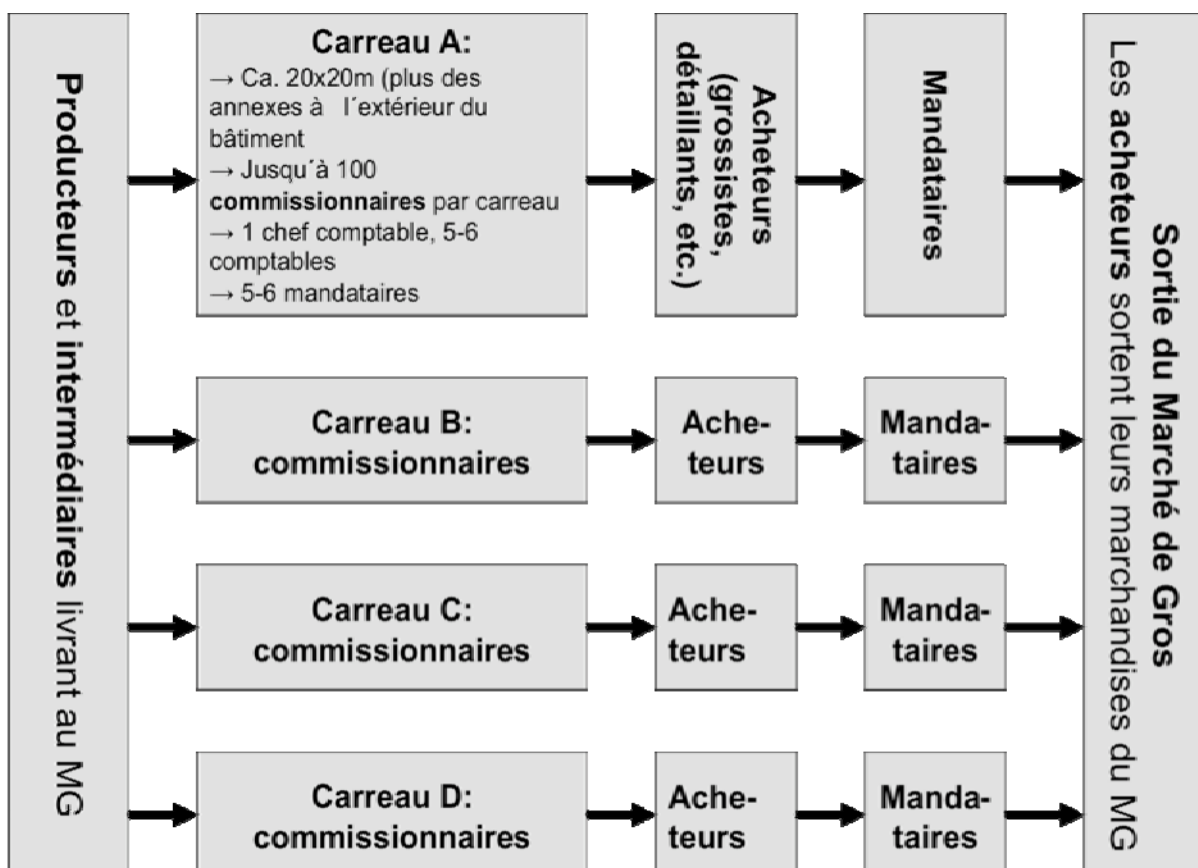 Producteurs et intermédiaires livrant au MG
Carreau A:
→ Ca. 20x20m (plus des
annexes à l´extérieur du
bâtiment
→ Jusqu´à 100
commissionnaires par carreau
→ 1 chef comptable, 5-6
comptables
→ 5-6 mandataires
Acheteurs
(grossistes,
détaillants, etc.)
Mandataires
Carreau B:
commissionnaires
Ache-
teurs
Manda-
taires
Carreau C:
commissionnaires
Ache-
teurs
Manda-
taires
Carreau D:
commissionnaires
Ache-
teurs
Manda-
taires
Sortie du Marché de Gros
Les acheteurs sortent leurs marchandises du MG